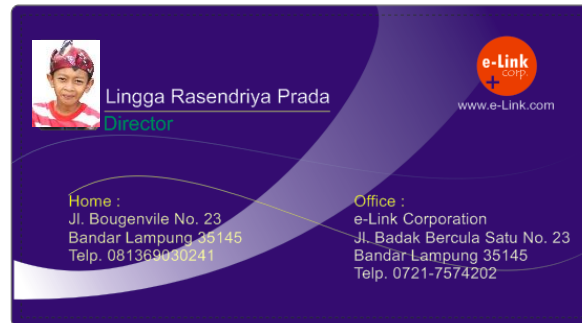 e-Link
corp.
www.e-Link.com
Lingga Rasendriya Prada
Director
Home :
Jl. Bougenvile No. 23
Bandar Lampung 35145
Telp. 081369030241
Office :
e-Link Corporation
Jl. Badak Bercula Satu No. 23
Bandar Lampung 35145
Telp. 0721-7574202